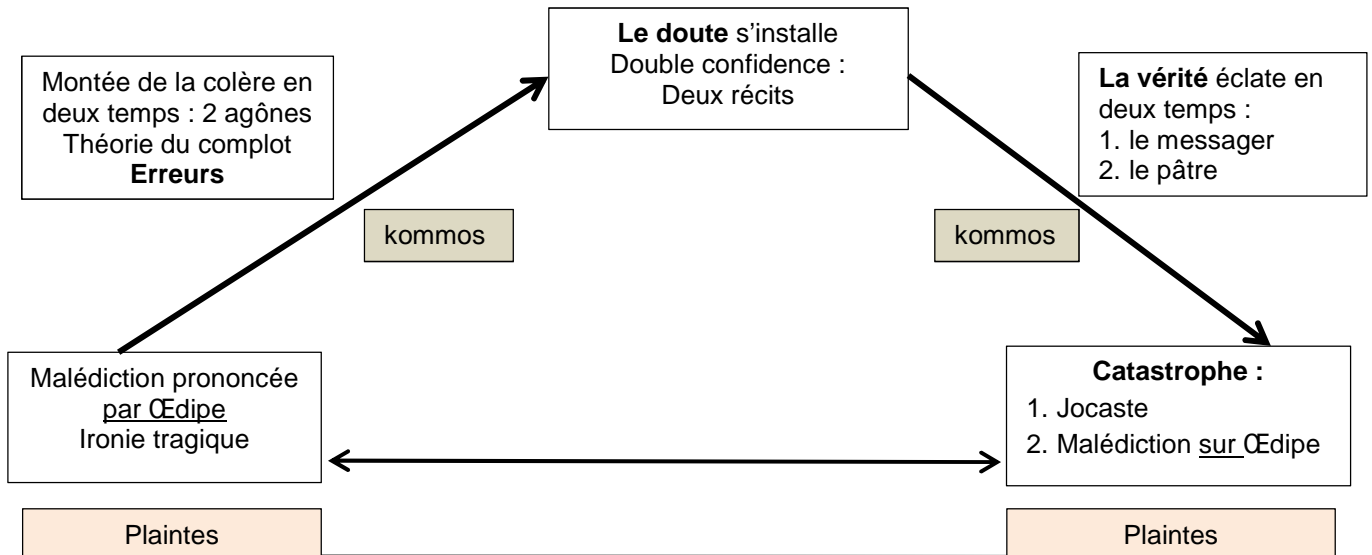 Le doute s’installe
Double confidence :
Deux récits
Montée de la colère en
deux temps : 2 agônes
Théorie du complot
Erreurs
La vérité éclate en
deux temps :
1. le messager
2. le pâtre
kommos
kommos
Malédiction prononcée
par Œdipe
Ironie tragique
Catastrophe :
1. Jocaste
2. Malédiction sur Œdipe
Plaintes
Plaintes